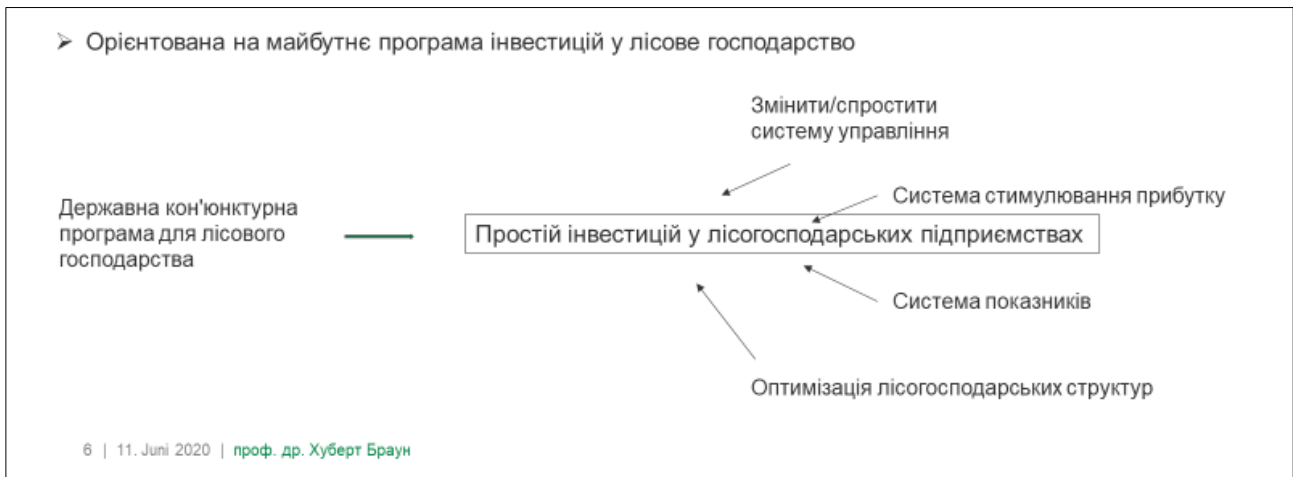 ➢ Орієнтована на майбутнє програма інвестицій у лісове господарство
Змінити/спростити
систему управління
Система стимулювання прибутку
Державна кон'юнктурна
програма для лісового
господарства
Простій інвестицій у лісогосподарських підприємствах
Система показників
Оптимізація лісогосподарських структур
6 | 11. Juni 2020 | проф. др. Хуберт Браун